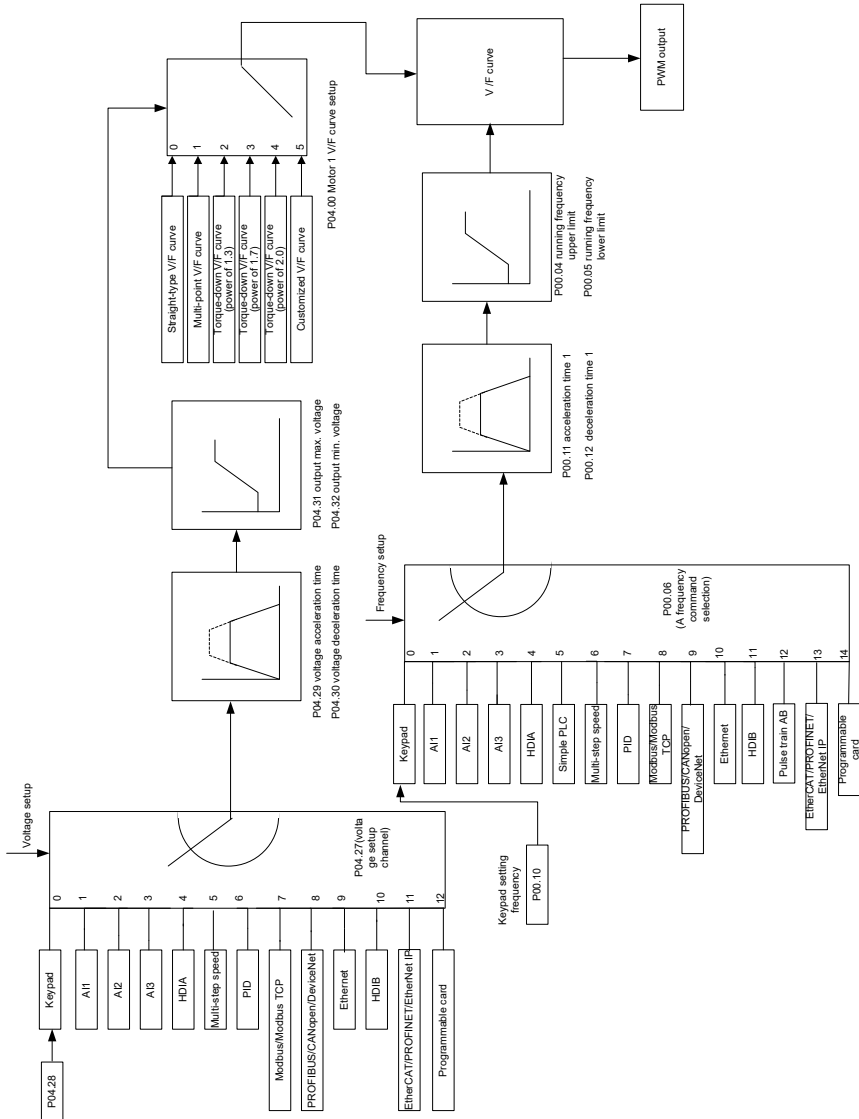 Voltage setup
P04.28
Keypad
AI1
AI2
AI3
HDIA
Multi-step speed
PID
Modbus/Modbus TCP
PROFIBUS/CANopen/DeviceNet
Ethernet
HDIB
EtherCAT/PROFINET/EtherNet IP
Programmable card
0
1
2
3
4
5
6
7
8
9
10
11
12
P04.27(volta
ge setup
channel)
P04.29 voltage acceleration time
P04.30 voltage deceleration time
P04.31 output max. voltage
P04.32 output min. voltage
Straight-type V/F curve
Multi-point V/F curve
Torque-down V/F curve
(power of 1.3)
Torque-down V/F curve
(power of 1.7)
Torque-down V/F curve
(power of 2.0)
Customized V/F curve
0
1
2
3
4
5
P04.00 Motor 1 V/F curve setup
Keypad setting
frequency
P00.10
Frequency setup
Keypad
AI1
AI2
AI3
HDIA
Simple PLC
Multi-step speed
PID
Modbus/Modbus
TCP
PROFIBUS/CANopen/
DeviceNet
Ethernet
HDIB
Pulse train AB
EtherCAT/PROFINET/
EtherNet IP
Programmable
card
0
1
2
3
4
5
6
7
8
9
10
11
12
13
14
P00.06
(A frequency
command
selection)
P00.11 acceleration time 1
P00.12 deceleration time 1
P00.04 running frequency
upper limit
P00.05 running frequency
lower limit
V /F curve
PWM output